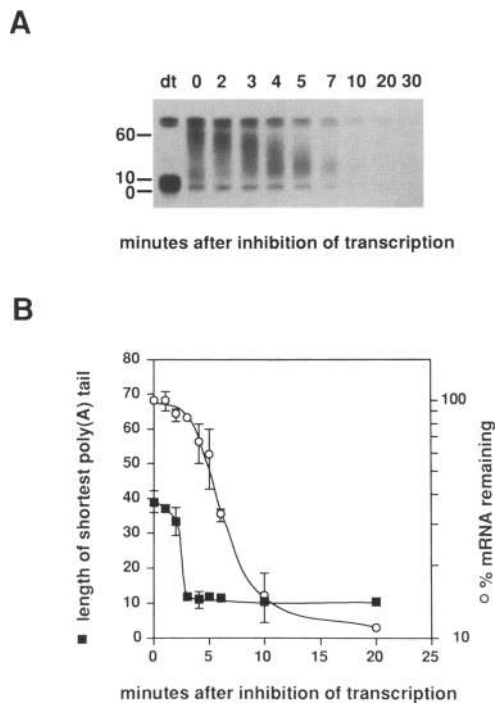 A
dt 0 2 3 4 5 7 10 20 30
60
10
0
minutes after inhibition of transcription
B
80
70
60
50
40
30
20
10
0
■ length of shortest poly(A) tail
100
10
○ % mRNA remaining
0 5 10 15 20 25
minutes after inhibition of transcription